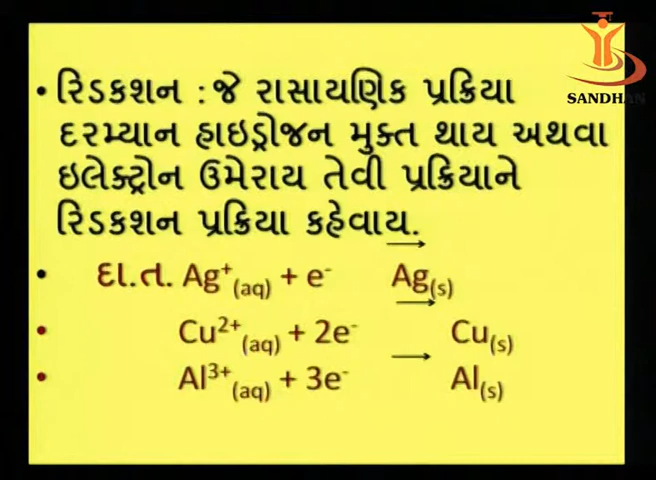 SANDHAN
• રિડકશન : જે રાસાયણિક પ્રક્રિયા
દરમ્યાન હાઇડ્રોજન મુક્ત થાય અથવા
ઇલેક્ટ્રોન ઉમેરાય તેવી પ્રક્રિયાને
રિડકશન પ્રક્રિયા કહેવાય.
• દા.ત. Ag⁺(aq) + e⁻ → Ag(s)
• Cu²⁺(aq) + 2e⁻ → Cu(s)
• Al³⁺(aq) + 3e⁻ → Al(s)